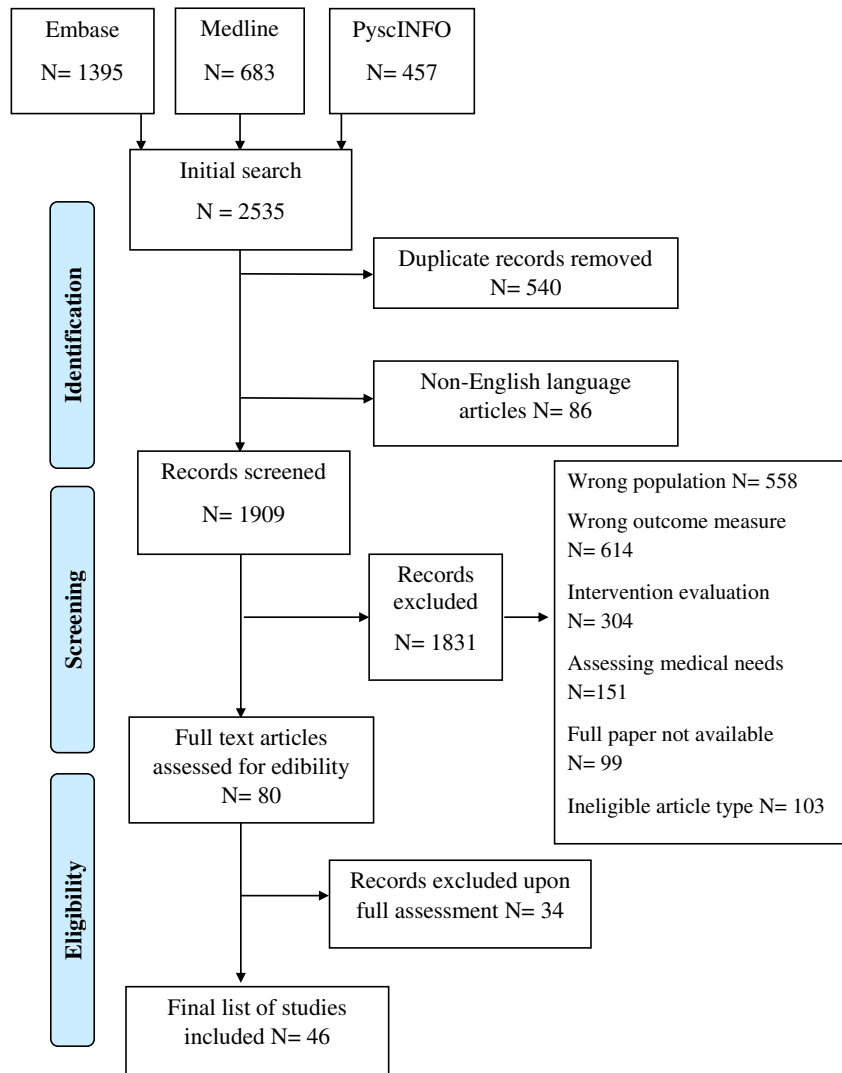 Embase
N= 1395
Medline
N= 683
PyscINFO
N= 457
Initial search
N = 2535
Identification
Duplicate records removed
N= 540
Non-English language
articles N= 86
Records screened
N= 1909
Screening
Records
excluded
N= 1831
Wrong population N= 558
Wrong outcome measure
N= 614
Intervention evaluation
N= 304
Assessing medical needs
N=151
Full paper not available
N= 99
Ineligible article type N= 103
Full text articles
assessed for edibility
N= 80
Eligibility
Records excluded upon
full assessment N= 34
Final list of studies
included N= 46